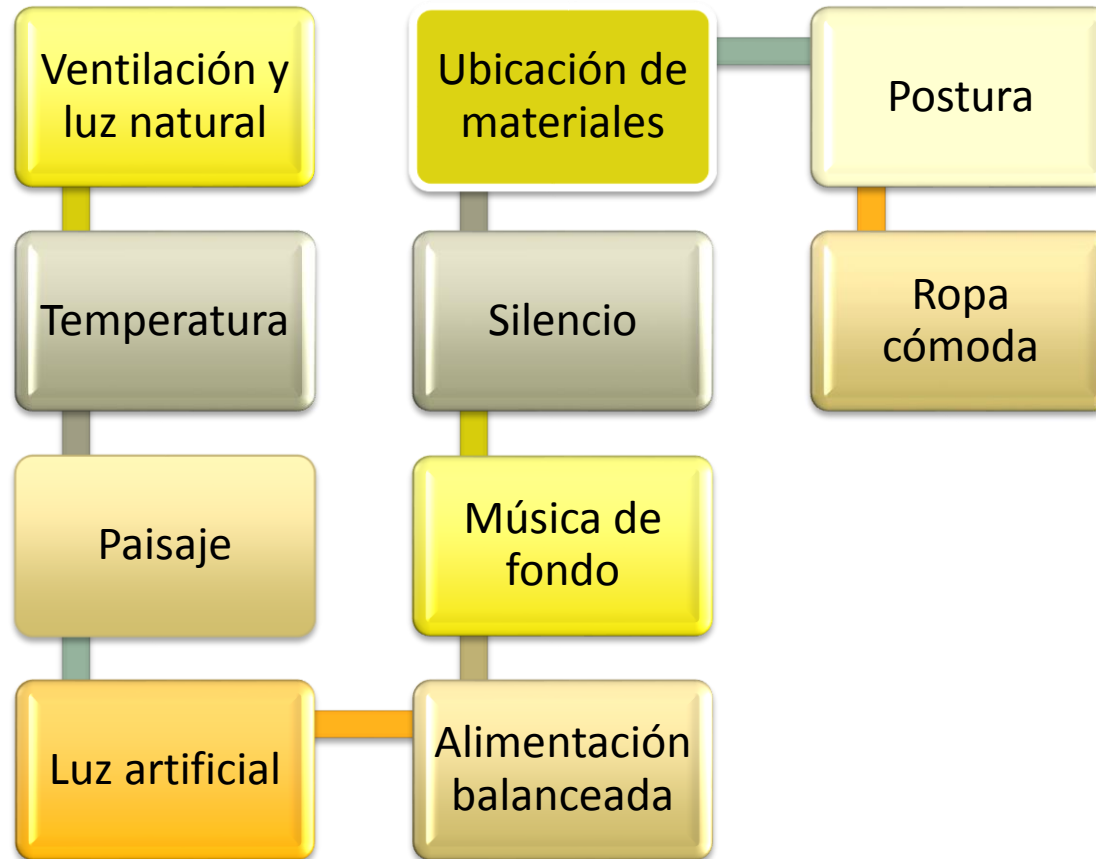 Ventilación y
luz natural
Temperatura
Paisaje
Luz artificial
Alimentación
balanceada
Música de
fondo
Silencio
Ubicación de
materiales
Postura
Ropa
cómoda